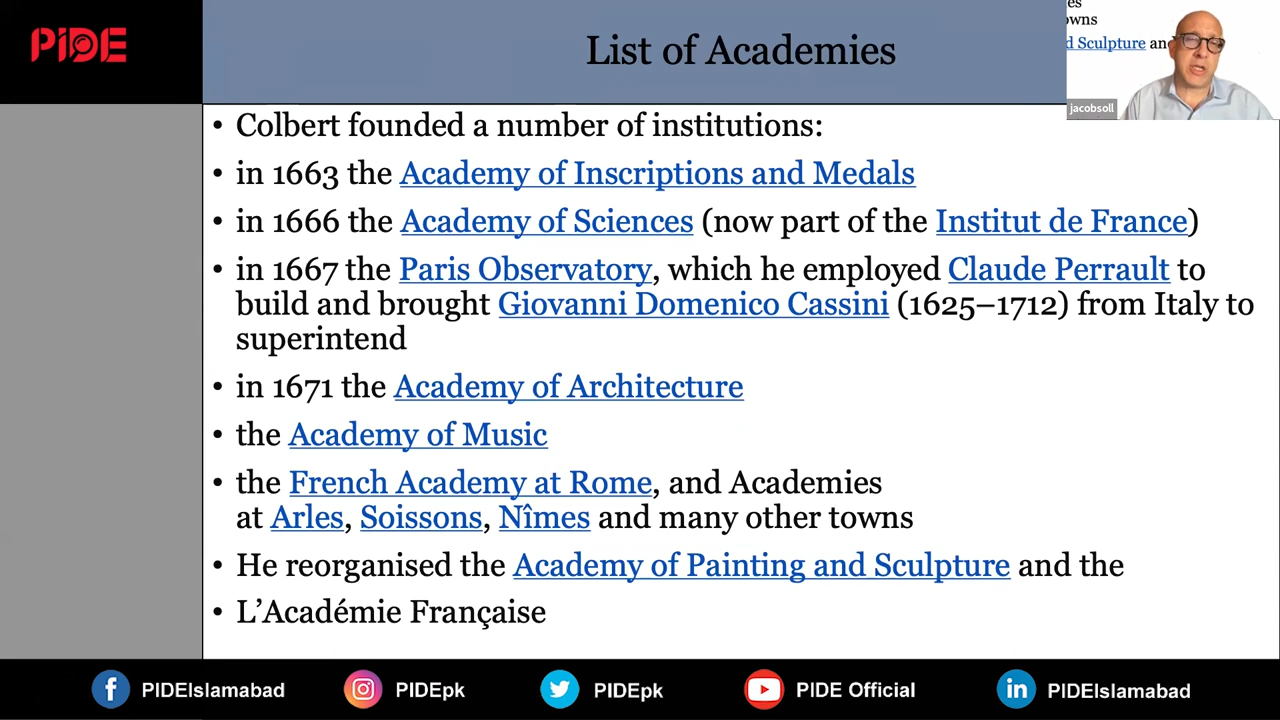 PIDE
List of Academies
es
owns
d Sculpture and
jacobsoll
• Colbert founded a number of institutions:
• in 1663 the Academy of Inscriptions and Medals
• in 1666 the Academy of Sciences (now part of the Institut de France)
• in 1667 the Paris Observatory, which he employed Claude Perrault to
build and brought Giovanni Domenico Cassini (1625–1712) from Italy to
superintend
• in 1671 the Academy of Architecture
• the Academy of Music
• the French Academy at Rome, and Academies
at Arles, Soissons, Nîmes and many other towns
• He reorganised the Academy of Painting and Sculpture and the
• L’Académie Française
PIDEIslamabad PIDEpk PIDEpk PIDE Official PIDEIslamabad